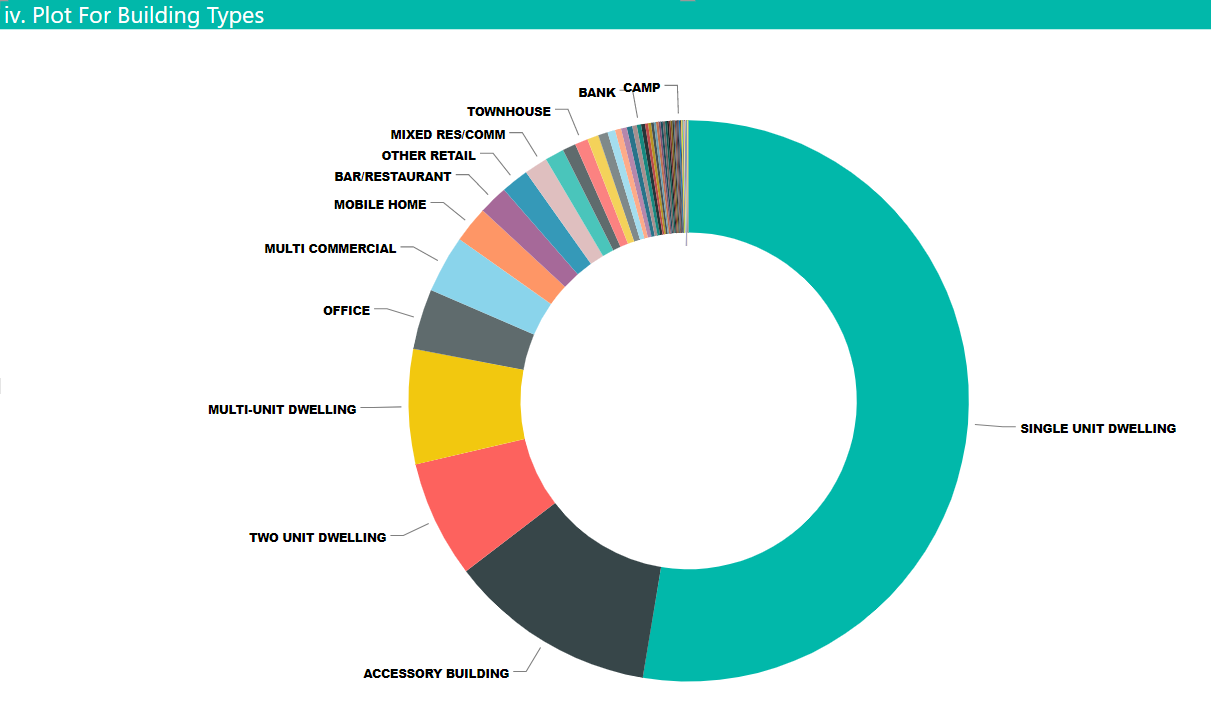 iv. Plot For Building Types
CAMP
BANK
TOWNHOUSE
MIXED RES/COMM
OTHER RETAIL
BAR/RESTAURANT
MOBILE HOME
MULTI COMMERCIAL
OFFICE
MULTI-UNIT DWELLING
SINGLE UNIT DWELLING
TWO UNIT DWELLING
ACCESSORY BUILDING